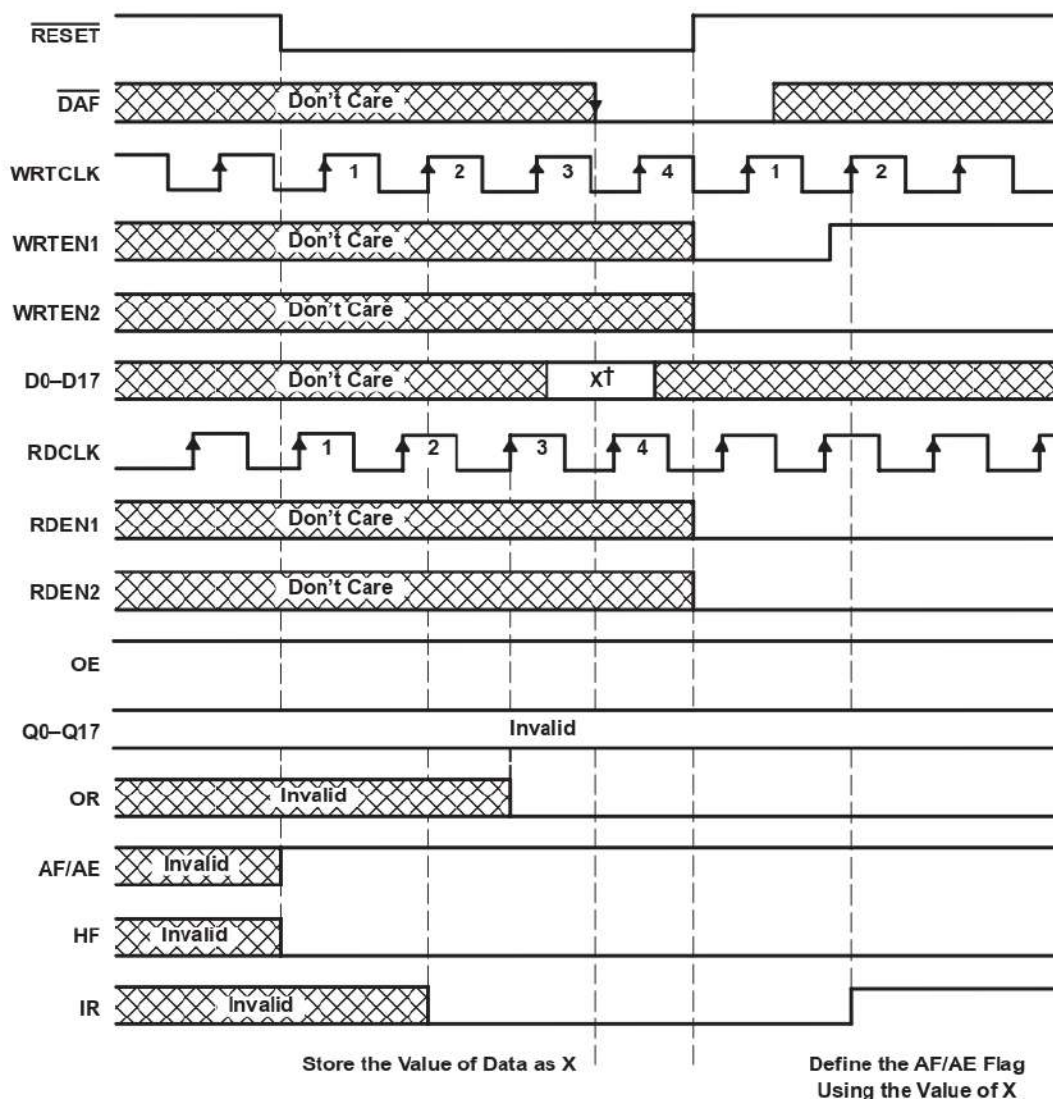 RESET
DAF
Don't Care
WRTCLK
1 2 3 4 1 2
WRTEN1
Don't Care
WRTEN2
Don't Care
D0–D17
Don't Care
X†
RDCLK
1 2 3 4
RDEN1
Don't Care
RDEN2
Don't Care
OE
Q0–Q17
Invalid
OR
Invalid
AF/AE
Invalid
HF
Invalid
IR
Invalid
Store the Value of Data as X
Define the AF/AE Flag
Using the Value of X